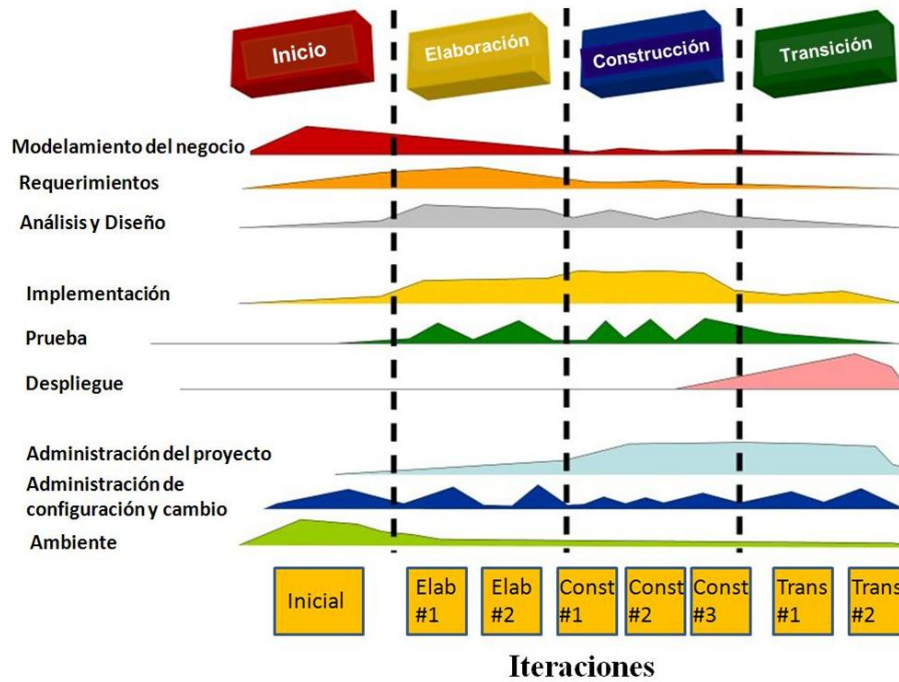 Inicio
Elaboración
Construcción
Transición
Modelamiento del negocio
Requerimientos
Análisis y Diseño
Implementación
Prueba
Despliegue
Administración del proyecto
Administración de
configuración y cambio
Ambiente
Inicial
Elab
#1
Elab
#2
Const
#1
Const
#2
Const
#3
Trans
#1
Trans
#2
Iteraciones